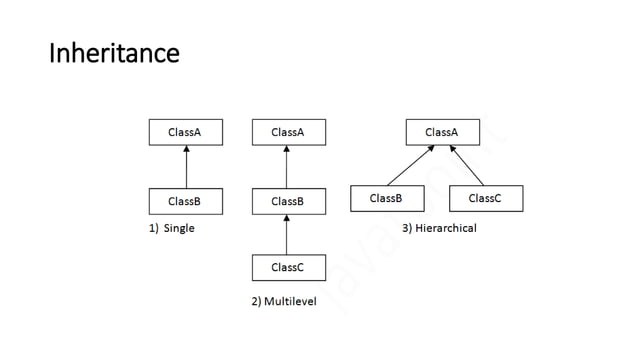 Inheritance
ClassA
ClassB
1) Single
ClassA
ClassB
ClassC
2) Multilevel
ClassA
ClassB
ClassC
3) Hierarchical